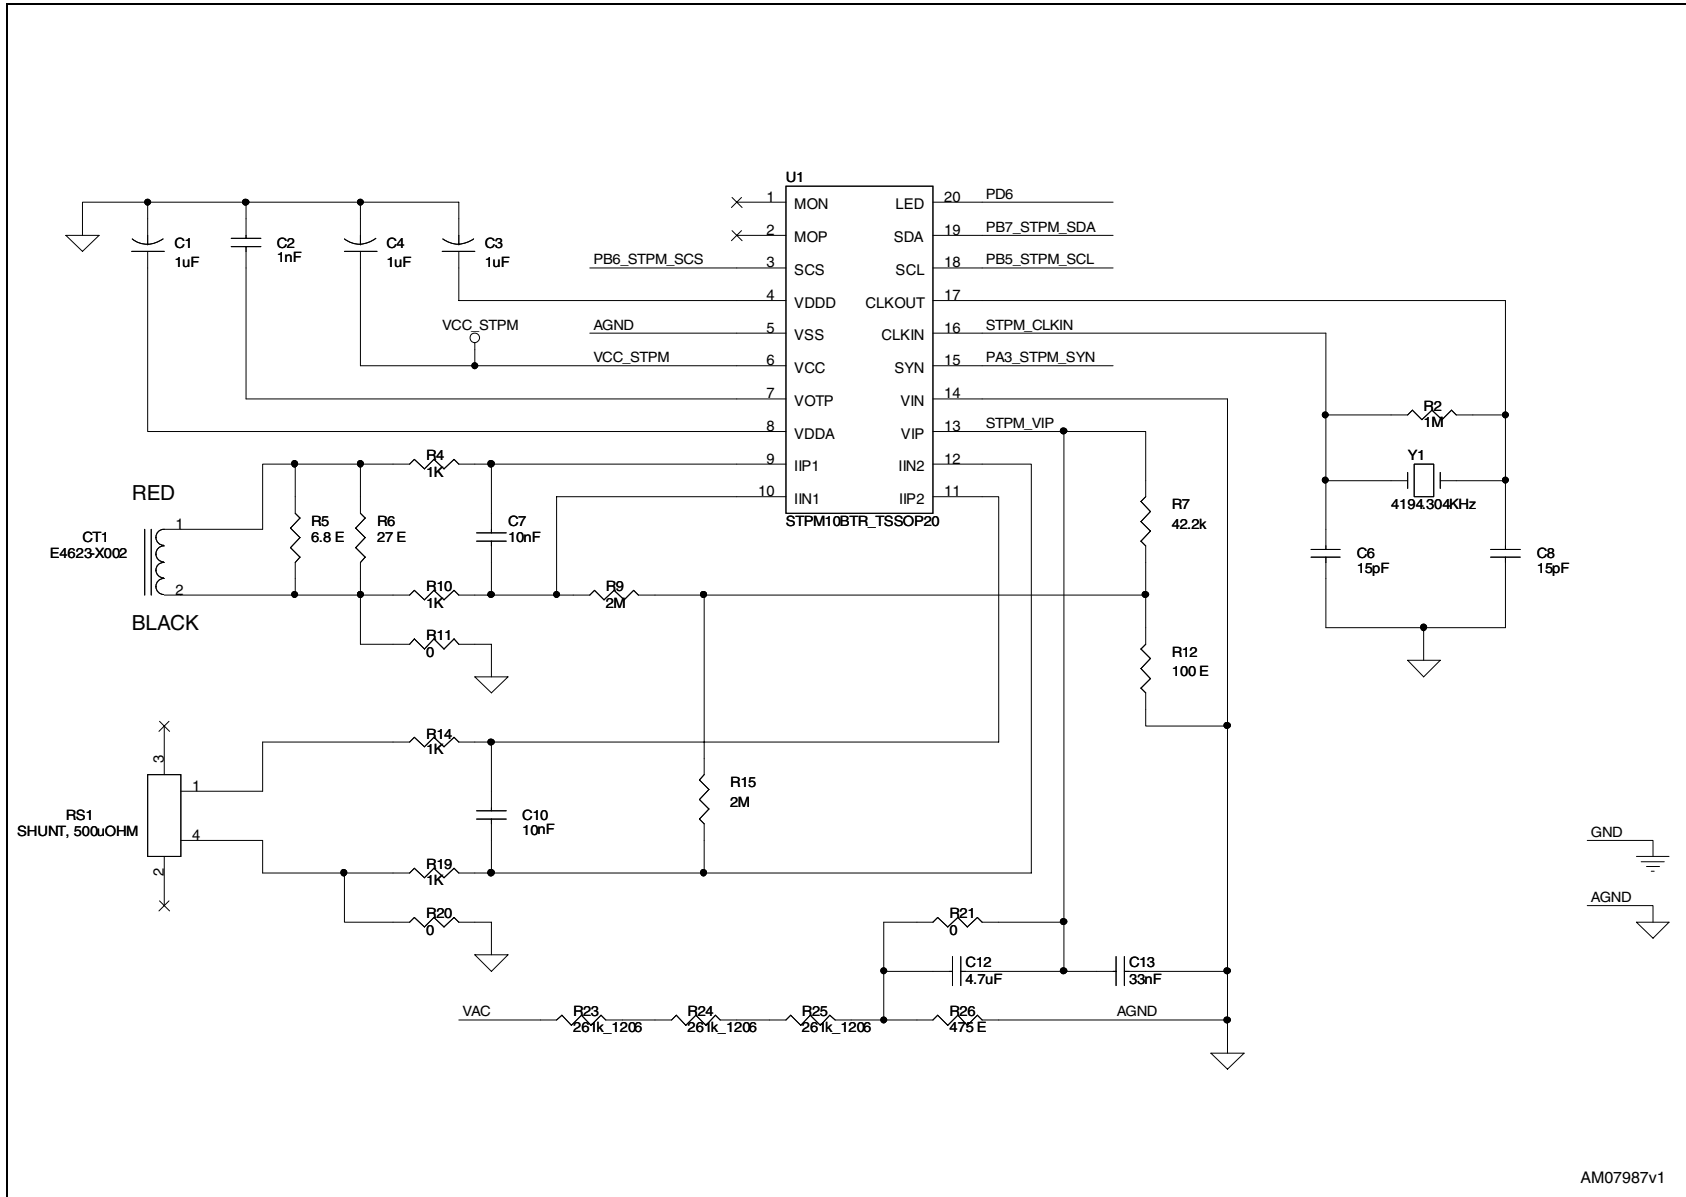 U1
1 MON
2 MOP
PB6_STPM_SCS 3 SCS
4 VDDD
AGND 5 VSS
VCC_STPM
VCC_STPM 6 VCC
7 VOTP
8 VDDA
9 IIP1
10 IIN1
LED 20 PD6
SDA 19 PB7_STPM_SDA
SCL 18 PB5_STPM_SCL
CLKOUT 17
CLKIN 16 STPM_CLKIN
SYN 15 PA3_STPM_SYN
VIN 14
VIP 13 STPM_VIP
IIN2 12
IIP2 11
STPM10BTR_TSSOP20
C1
1uF
C2
1nF
C4
1uF
C3
1uF
R2
1M
Y1
4194.304KHz
C6
15pF
C8
15pF
RED
1
CT1
E4623-X002
2
BLACK
R5
6.8 E
R6
27 E
R4
1K
C7
10nF
R10
1K
R9
2M
R11
0
R7
42.2k
R12
100 E
3
1
RS1
SHUNT, 500uOHM
4
2
R14
1K
C10
10nF
R15
2M
R19
1K
R20
0
R21
0
C12
4.7uF
C13
33nF
VAC
R23
261k_1206
R24
261k_1206
R25
261k_1206
R26
475 E
AGND
GND
AGND
AM07987v1